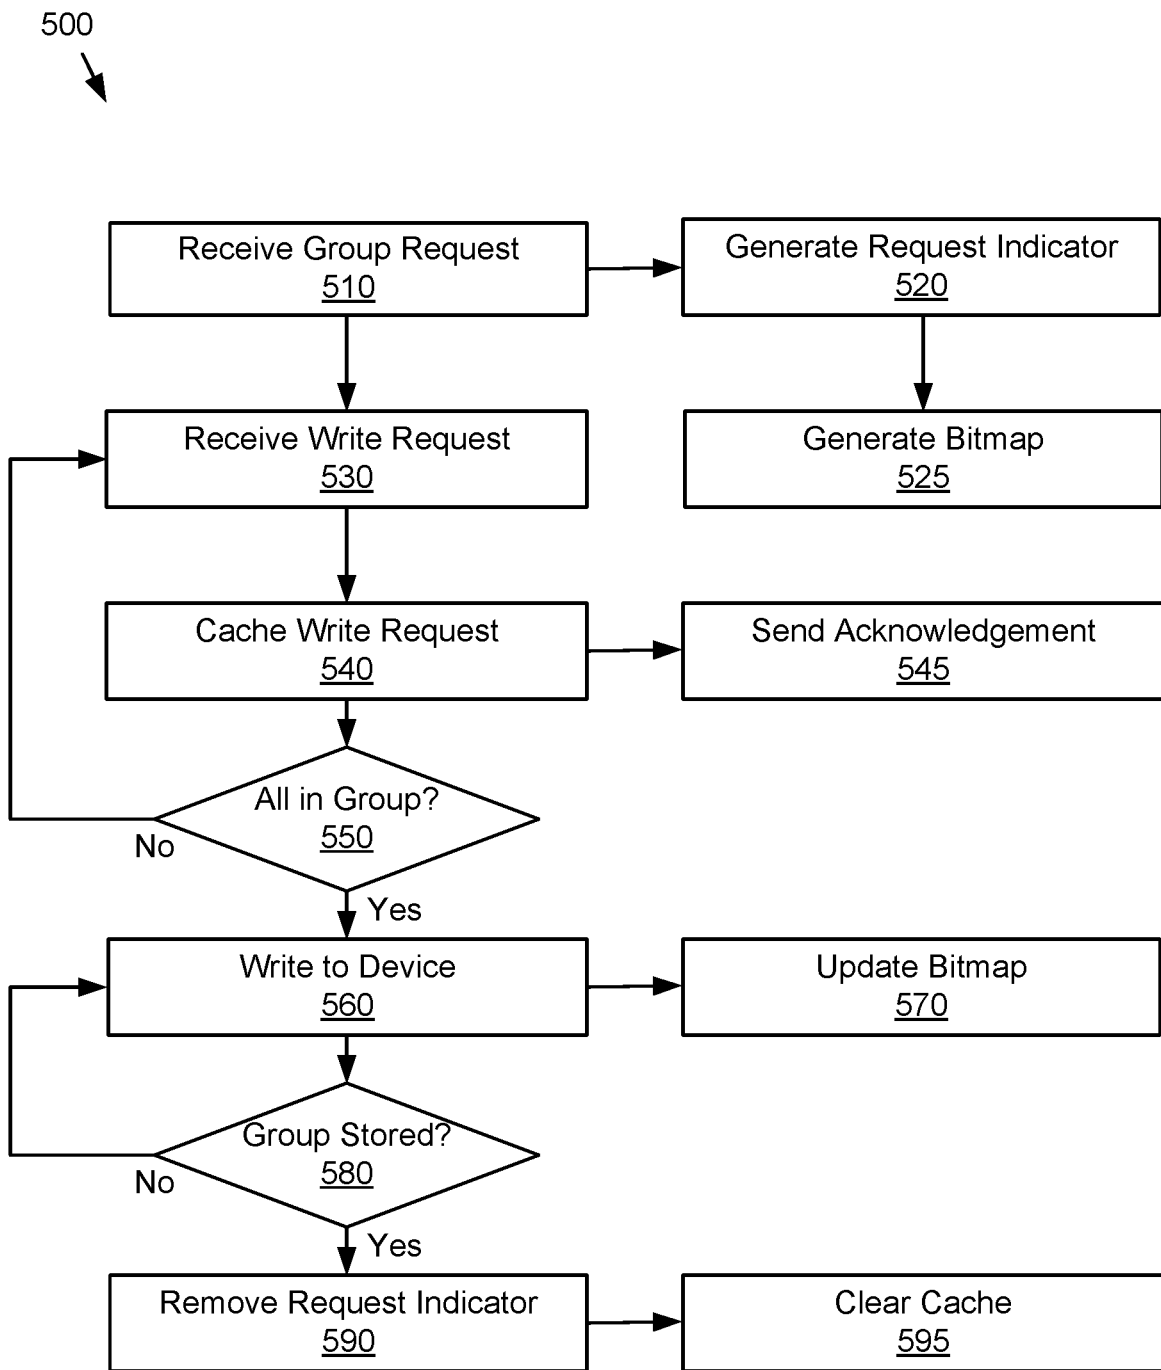 500
Receive Group Request
510
Generate Request Indicator
520
Receive Write Request
530
Generate Bitmap
525
Cache Write Request
540
Send Acknowledgement
545
All in Group?
550
No
Yes
Write to Device
560
Update Bitmap
570
Group Stored?
580
No
Yes
Remove Request Indicator
590
Clear Cache
595